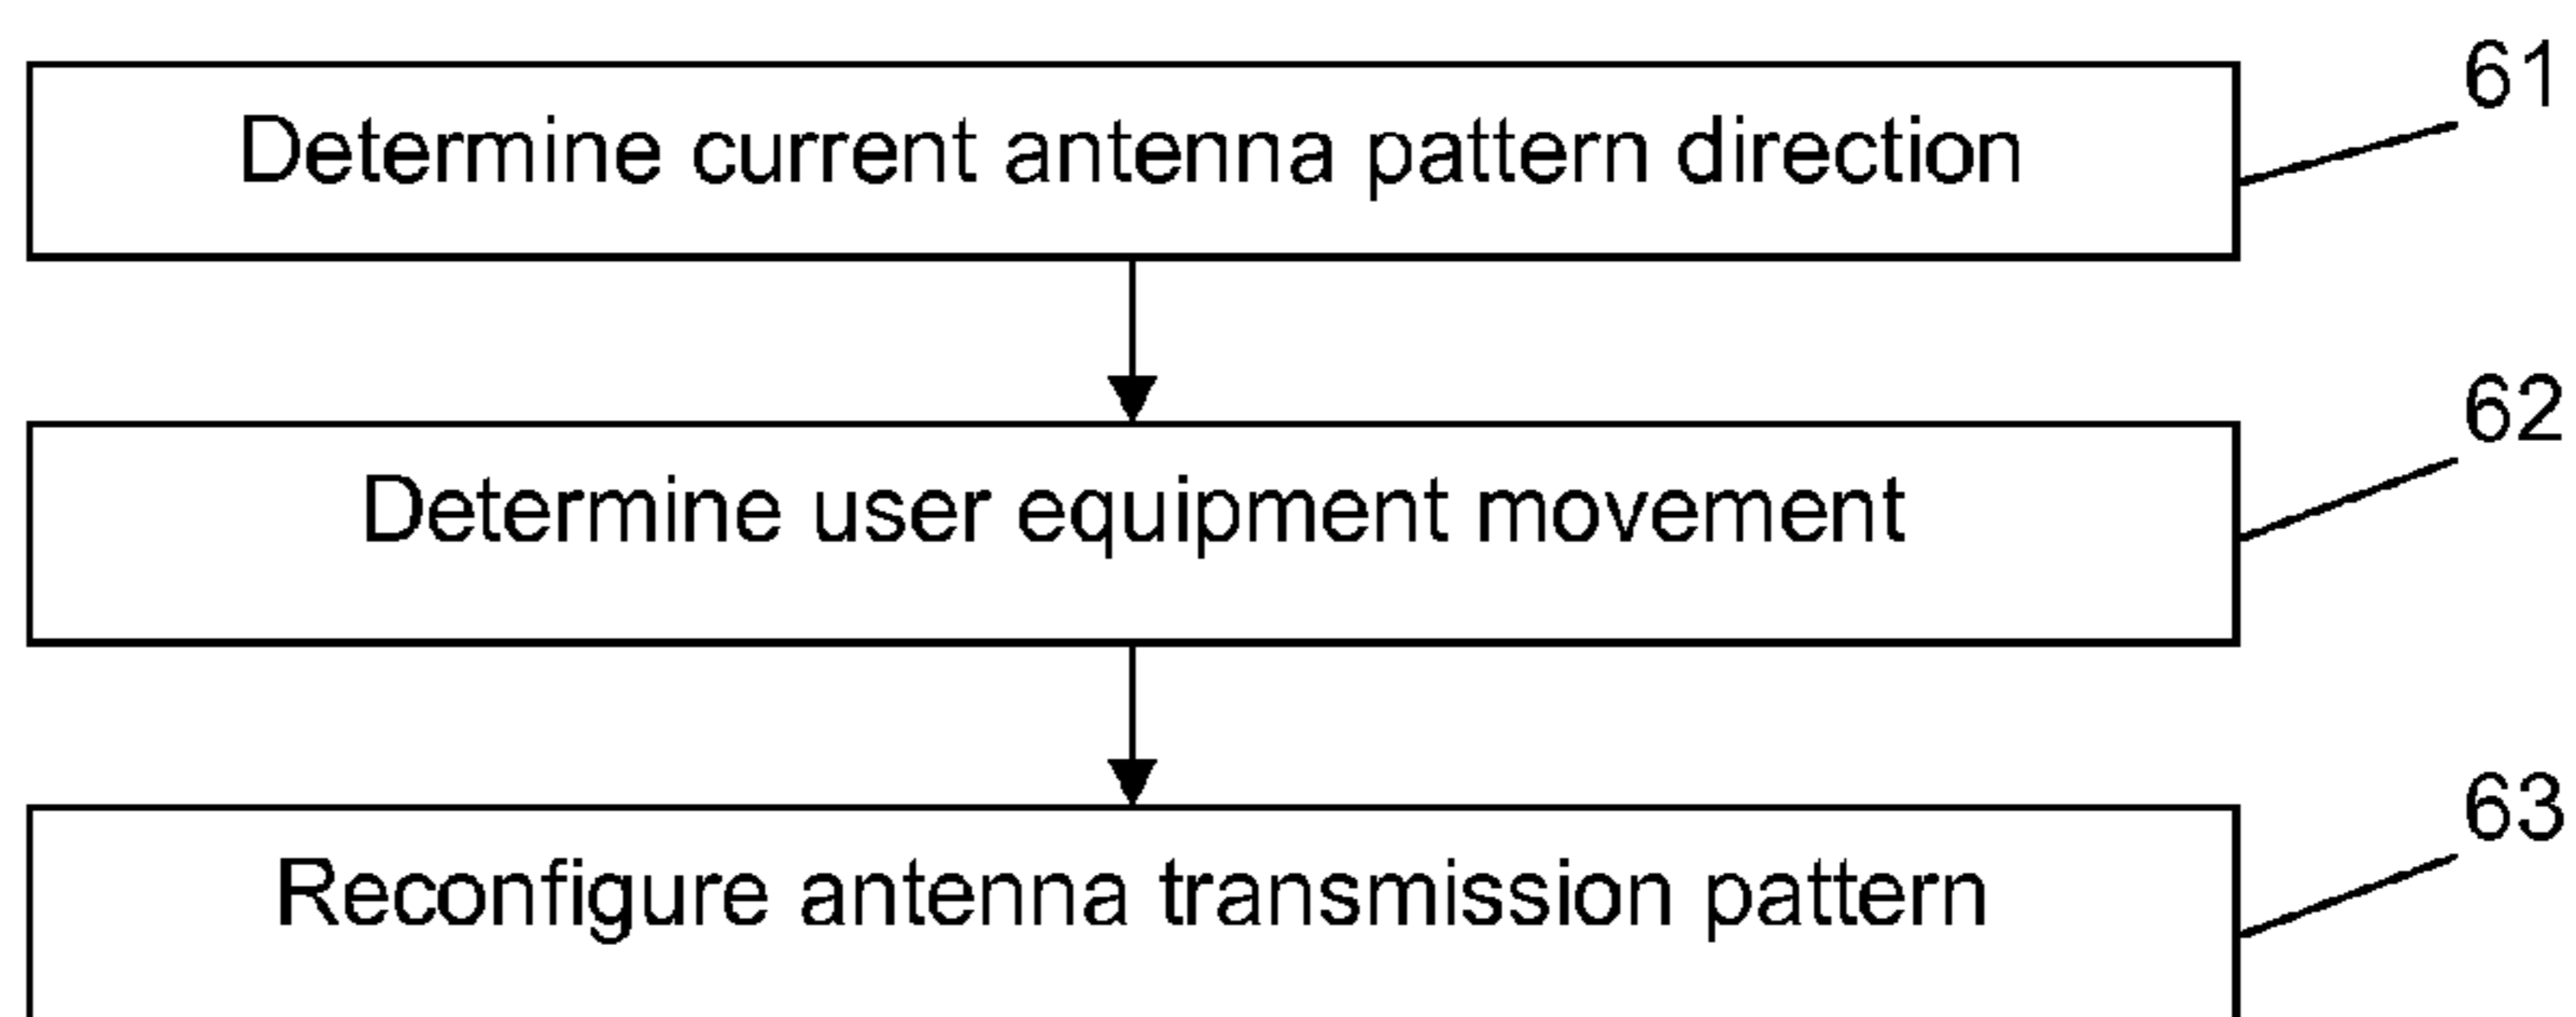 61
Determine current antenna pattern direction
62
Determine user equipment movement
63
Reconfigure antenna transmission pattern